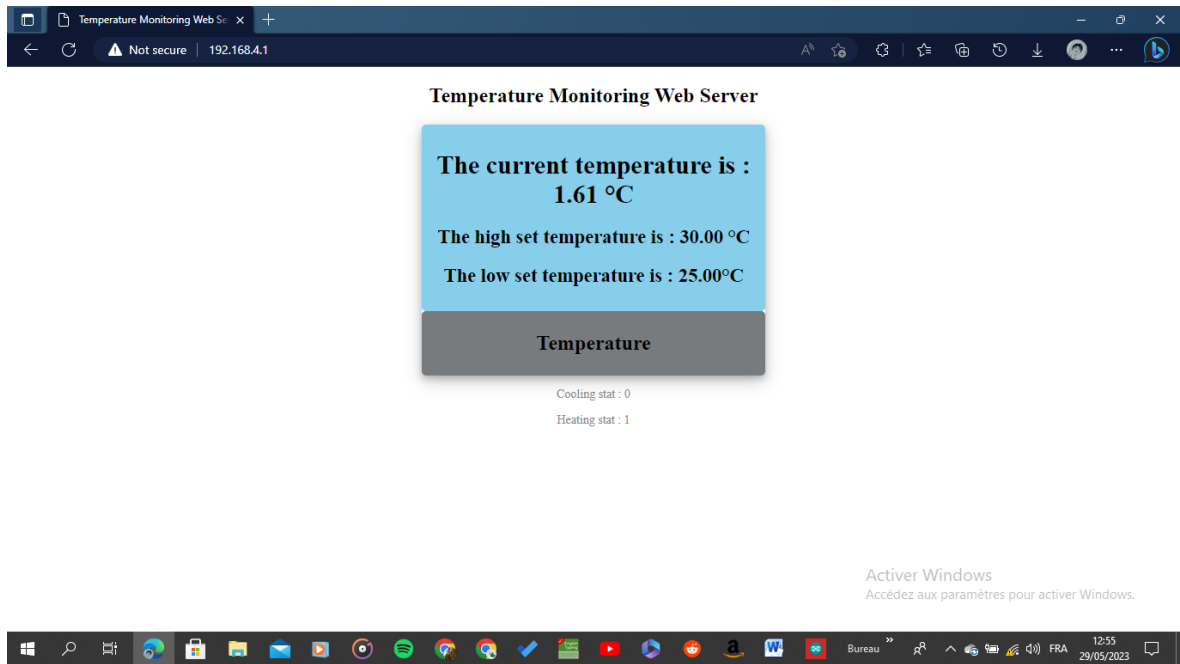 Temperature Monitoring Web Se
Not secure | 192.168.4.1
Temperature Monitoring Web Server
The current temperature is :
1.61 °C
The high set temperature is : 30.00 °C
The low set temperature is : 25.00°C
Temperature
Cooling stat : 0
Heating stat : 1
Activer Windows
Accédez aux paramètres pour activer Windows.
Bureau
FRA
12:55
29/05/2023